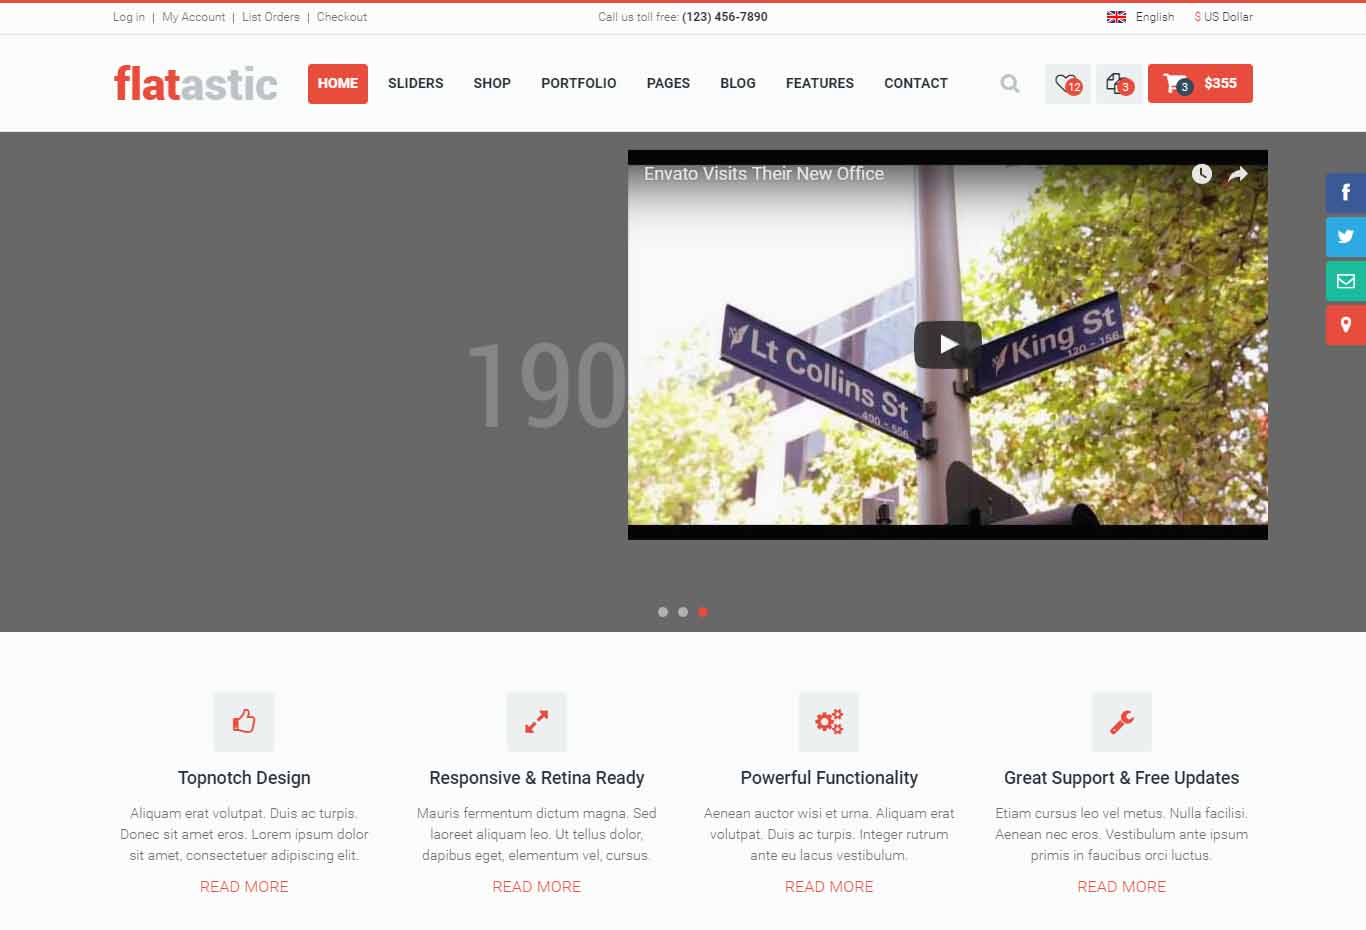 Log in | My Account | List Orders | Checkout
Call us toll free: (123) 456-7890
English
$ US Dollar
flatastic
HOME SLIDERS SHOP PORTFOLIO PAGES BLOG FEATURES CONTACT
12
3
3
$355
Envato Visits Their New Office
190
Lt Collins St
490 - 556
King St
120 - 156
Topnotch Design
Aliquam erat volutpat. Duis ac turpis.
Donec sit amet eros. Lorem ipsum dolor
sit amet, consectetuer adipiscing elit.
READ MORE
Responsive & Retina Ready
Mauris fermentum dictum magna. Sed
laoreet aliquam leo. Ut tellus dolor,
dapibus eget, elementum vel, cursus.
READ MORE
Powerful Functionality
Aenean auctor wisi et urna. Aliquam erat
volutpat. Duis ac turpis. Integer rutrum
ante eu lacus vestibulum.
READ MORE
Great Support & Free Updates
Etiam cursus leo vel metus. Nulla facilisi.
Aenean nec eros. Vestibulum ante ipsum
primis in faucibus orci luctus.
READ MORE